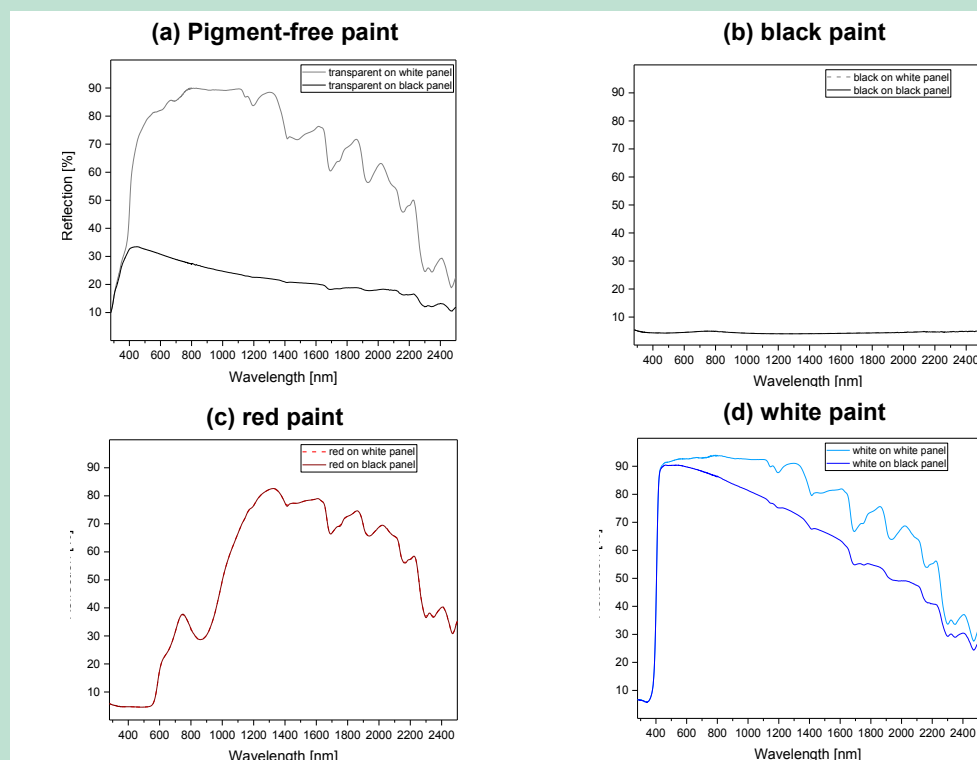 (a) Pigment-free paint
transparent on white panel
transparent on black panel
90
80
70
60
50
40
30
20
10
Reflection [%]
400 600 800 1000 1200 1400 1600 1800 2000 2200 2400
Wavelength [nm]
(b) black paint
black on white panel
black on black panel
90
80
70
60
50
40
30
20
10
400 600 800 1000 1200 1400 1600 1800 2000 2200 2400
Wavelength [nm]
(c) red paint
red on white panel
red on black panel
90
80
70
60
50
40
30
20
10
400 600 800 1000 1200 1400 1600 1800 2000 2200 2400
Wavelength [nm]
(d) white paint
white on white panel
white on black panel
90
80
70
60
50
40
30
20
10
400 600 800 1000 1200 1400 1600 1800 2000 2200 2400
Wavelength [nm]